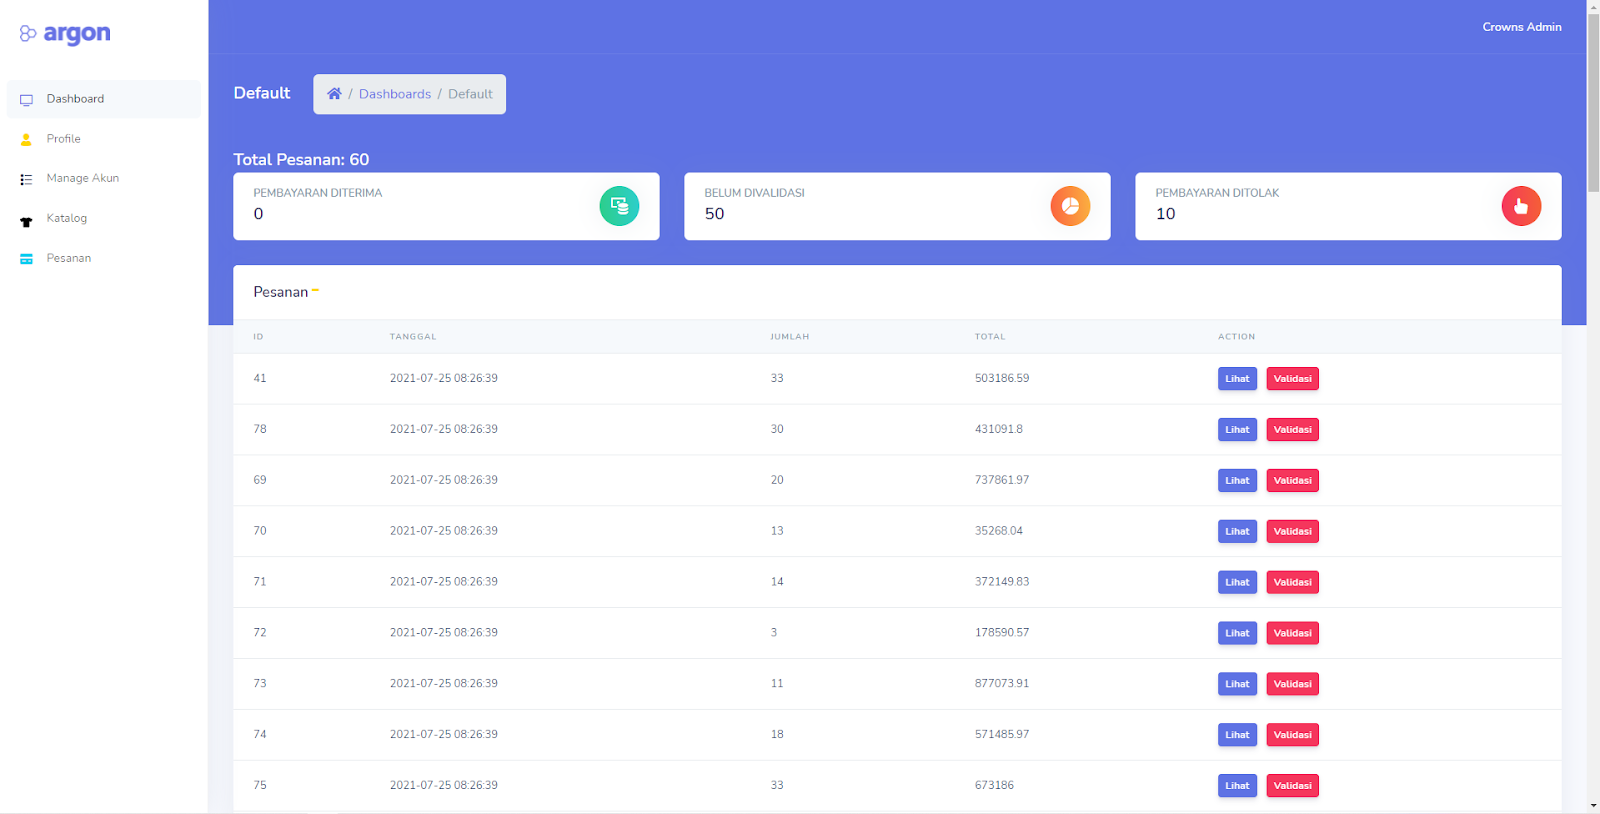 argon
Crowns Admin
Dashboard
Profile
Manage Akun
Katalog
Pesanan
Default
/ Dashboards / Default
Total Pesanan: 60
PEMBAYARAN DITERIMA
0
BELUM DIVALIDASI
50
PEMBAYARAN DITOLAK
10
Pesanan
ID TANGGAL JUMLAH TOTAL ACTION
41 2021-07-25 08:26:39 33 503186.59 Lihat Validasi
78 2021-07-25 08:26:39 30 431091.8 Lihat Validasi
69 2021-07-25 08:26:39 20 737861.97 Lihat Validasi
70 2021-07-25 08:26:39 13 35268.04 Lihat Validasi
71 2021-07-25 08:26:39 14 372149.83 Lihat Validasi
72 2021-07-25 08:26:39 3 178590.57 Lihat Validasi
73 2021-07-25 08:26:39 11 877073.91 Lihat Validasi
74 2021-07-25 08:26:39 18 571485.97 Lihat Validasi
75 2021-07-25 08:26:39 33 673186 Lihat Validasi